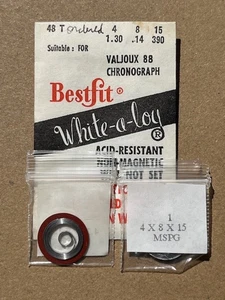 48 T ordered 4 8 15
1.30 .14 390
Suitable : FOR
VALJOUX 88
CHRONOGRAPH
Bestfit ®
White-a-loy ®
ACID-RESISTANT
NON-MAGNETIC
NOT SET
1
4 X 8 X 15
MSPG